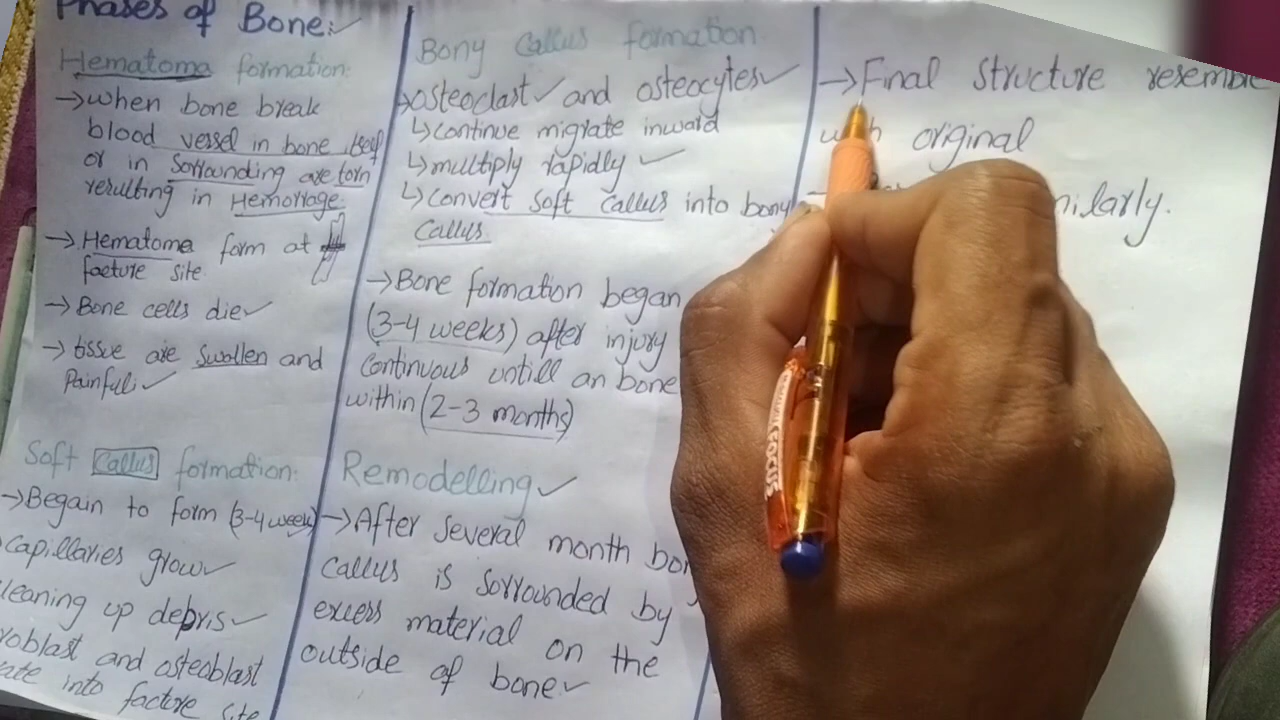 Phases of Bone:
Hematoma formation:
→when bone break
blood vessel in bone itself
or in Sorrounding are torn
resulting in Hemorrage.
→Hematoma form at
facture site
→Bone cells die
→tissue are Swollen and
Painful.
Soft Callus formation:
→Begain to form (3-4 week)
Capillaries grow
leaning up debris
roblast and osteoblast
ate into facture site
Bony Callus formation
→osteoclast and osteocytes
↳continue migrate inward
↳multiply rapidly
↳convert Soft Callus into bony
Callus
→Bone formation began
(3-4 weeks) after injury
Continuous untill an bone
within (2-3 months)
Remodelling
→After Several month bon
Callus is Sorrounded by
excess material on the
outside of bone
→Final Structure resemble
original
milarly.
FOCUS